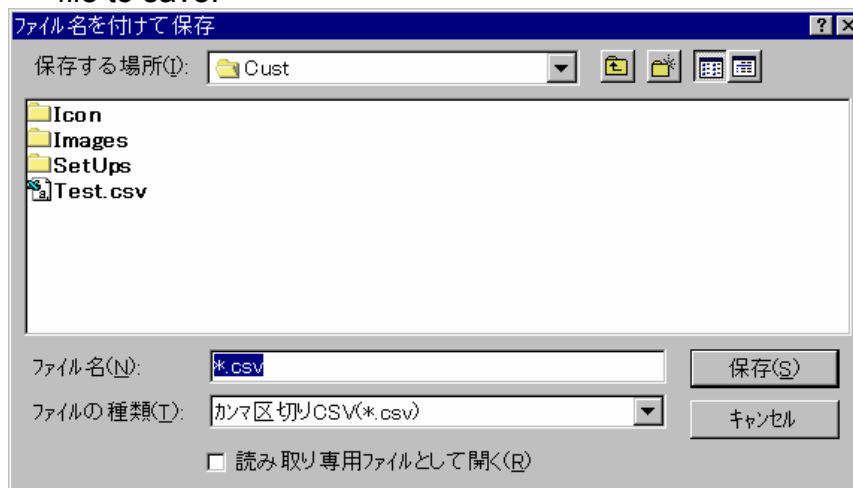 file to save.
ファイル名を付けて保存
保存する場所(I): Cust
Icon
Images
SetUps
Test.csv
ファイル名(N): *.csv 保存(S)
ファイルの種類(T): カンマ区切りCSV(*.csv) キャンセル
読み取り専用ファイルとして開く(R)